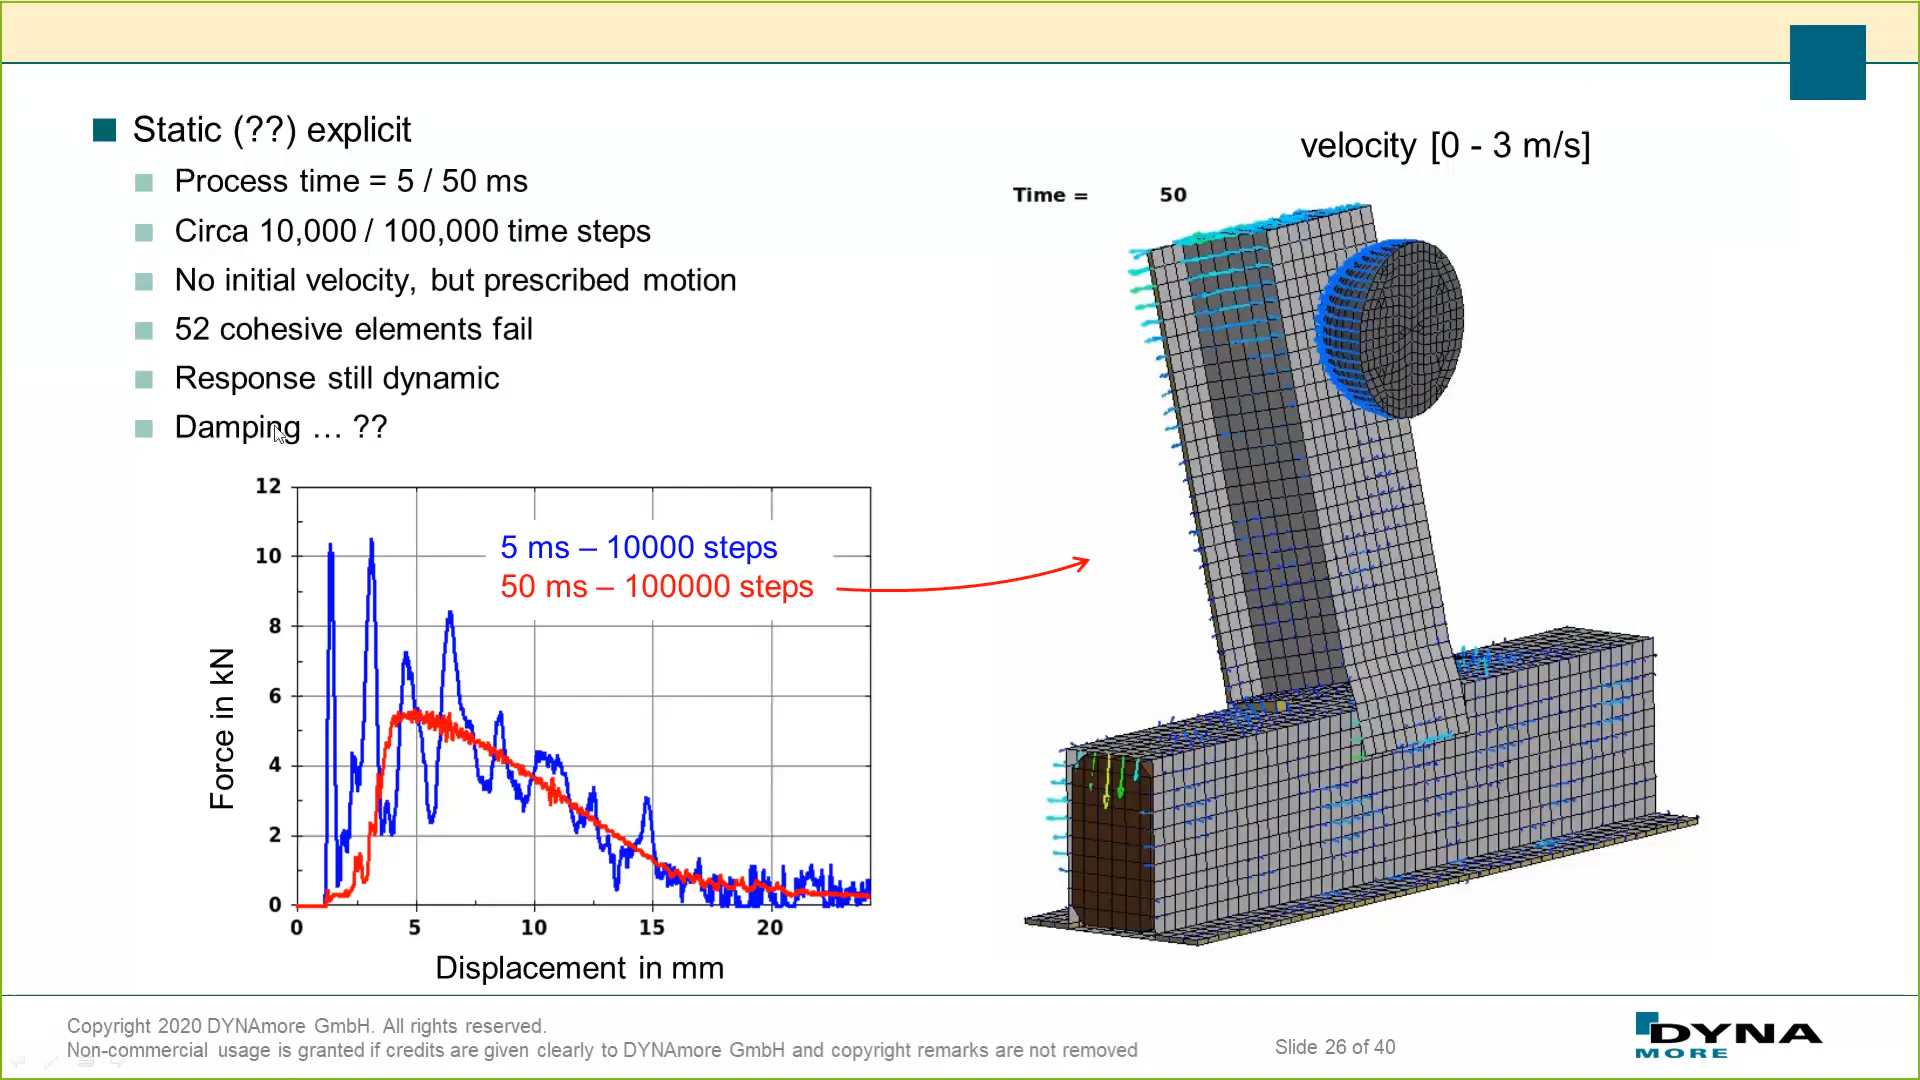 Static (??) explicit
Process time = 5 / 50 ms
Circa 10,000 / 100,000 time steps
No initial velocity, but prescribed motion
52 cohesive elements fail
Response still dynamic
Damping … ??
velocity [0 - 3 m/s]
Time = 50
12
10
8
6
4
2
0
Force in kN
5 ms – 10000 steps
50 ms – 100000 steps
0 5 10 15 20
Displacement in mm
Copyright 2020 DYNAmore GmbH. All rights reserved.
Non-commercial usage is granted if credits are given clearly to DYNAmore GmbH and copyright remarks are not removed
Slide 26 of 40
DYNA
MORE